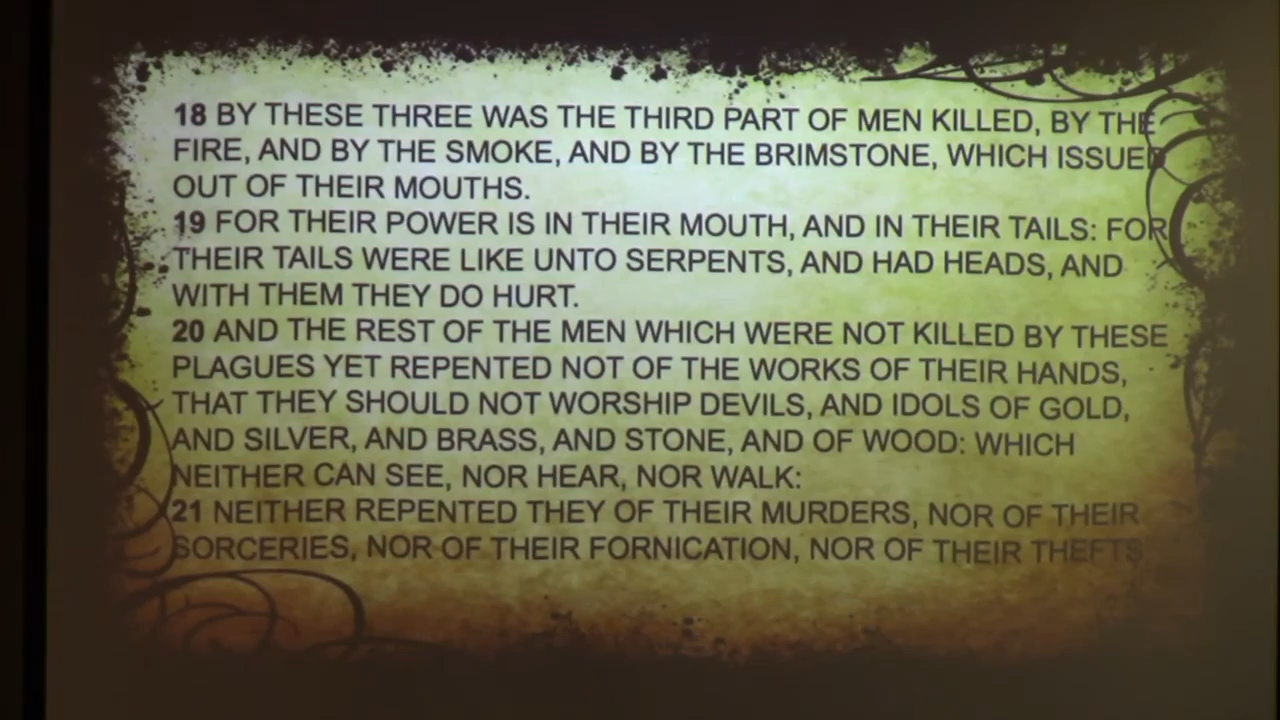 18 BY THESE THREE WAS THE THIRD PART OF MEN KILLED, BY THE
FIRE, AND BY THE SMOKE, AND BY THE BRIMSTONE, WHICH ISSUED
OUT OF THEIR MOUTHS.
19 FOR THEIR POWER IS IN THEIR MOUTH, AND IN THEIR TAILS: FOR
THEIR TAILS WERE LIKE UNTO SERPENTS, AND HAD HEADS, AND
WITH THEM THEY DO HURT.
20 AND THE REST OF THE MEN WHICH WERE NOT KILLED BY THESE
PLAGUES YET REPENTED NOT OF THE WORKS OF THEIR HANDS,
THAT THEY SHOULD NOT WORSHIP DEVILS, AND IDOLS OF GOLD,
AND SILVER, AND BRASS, AND STONE, AND OF WOOD: WHICH
NEITHER CAN SEE, NOR HEAR, NOR WALK:
21 NEITHER REPENTED THEY OF THEIR MURDERS, NOR OF THEIR
SORCERIES, NOR OF THEIR FORNICATION, NOR OF THEIR THEFTS